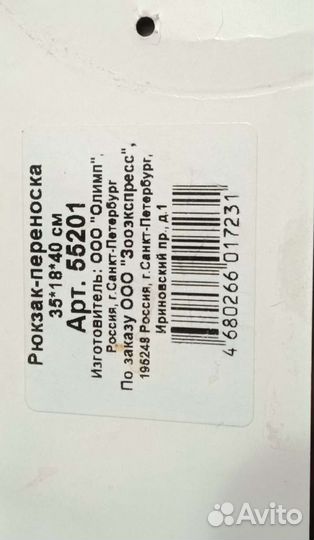 Рюкзак-переноска
35*18*40 см
Арт. 55201
Изготовитель: ООО "Олимп",
Россия, г.Санкт-Петербург
По заказу ООО "Зооэкспресс",
195248 Россия, г.Санкт-Петербург,
Ириновский пр., д.1
4 680266 017231
Avito